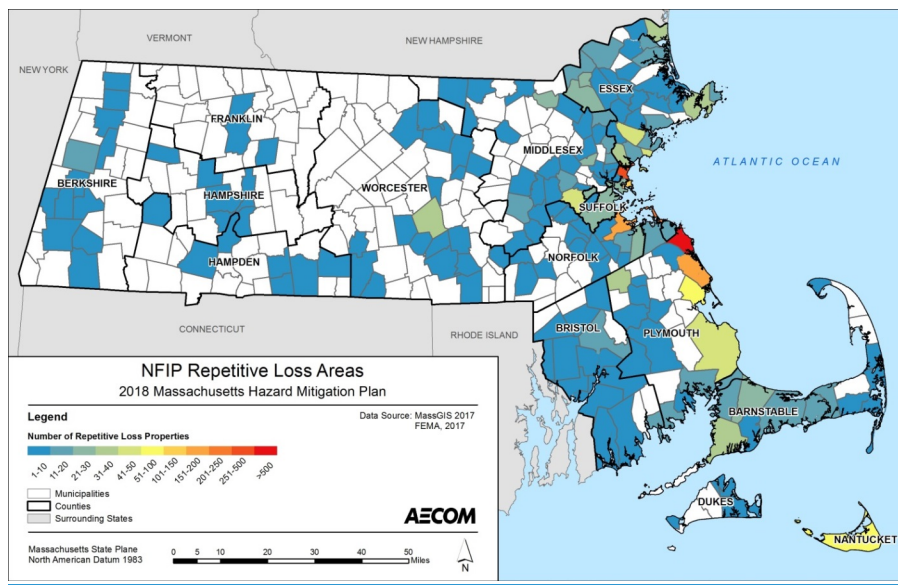 VERMONT
NEW HAMPSHIRE
NEW YORK
ESSEX
FRANKLIN
MIDDLESEX
ATLANTIC OCEAN
BERKSHIRE
HAMPSHIRE
WORCESTER
SUFFOLK
NORFOLK
HAMPDEN
CONNECTICUT
RHODE ISLAND
BRISTOL
PLYMOUTH
BARNSTABLE
DUKES
NANTUCKET
NFIP Repetitive Loss Areas
2018 Massachusetts Hazard Mitigation Plan
Legend
Data Source: MassGIS 2017
FEMA, 2017
Number of Repetitive Loss Properties
1-10 11-20 21-30 31-40 41-50 51-100 101-150 151-200 201-250 251-500 >500
Municipalities
Counties
Surrounding States
AECOM
Massachusetts State Plane
North American Datum 1983
0 5 10 20 30 40 50
Miles
N